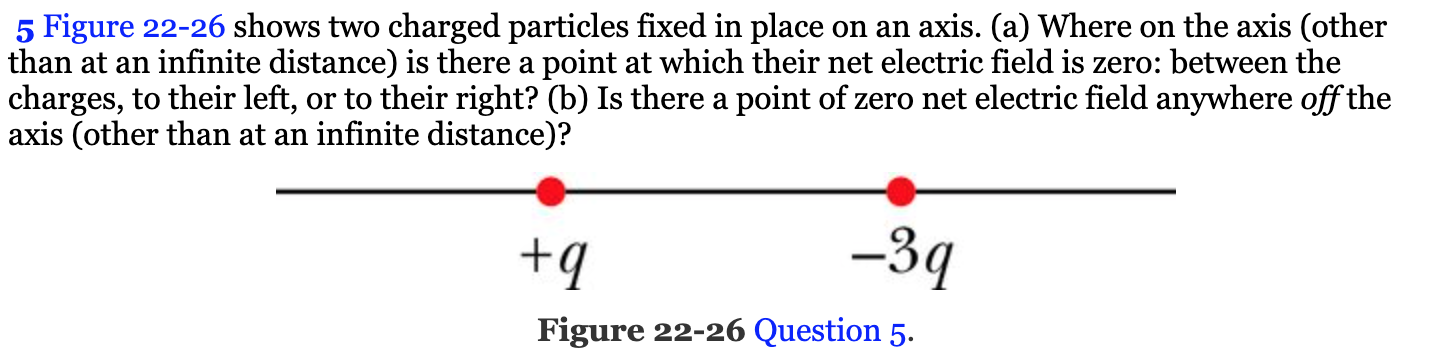 5 Figure 22-26 shows two charged particles fixed in place on an axis. (a) Where on the axis (other
than at an infinite distance) is there a point at which their net electric field is zero: between the
charges, to their left, or to their right? (b) Is there a point of zero net electric field anywhere off the
axis (other than at an infinite distance)?
+q −3q
Figure 22-26 Question 5.